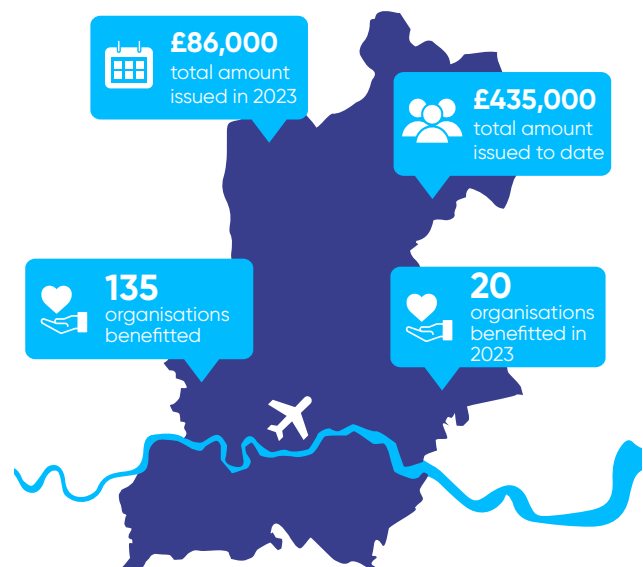 £86,000
total amount
issued in 2023
£435,000
total amount
issued to date
135
organisations
benefitted
20
organisations
benefitted in
2023